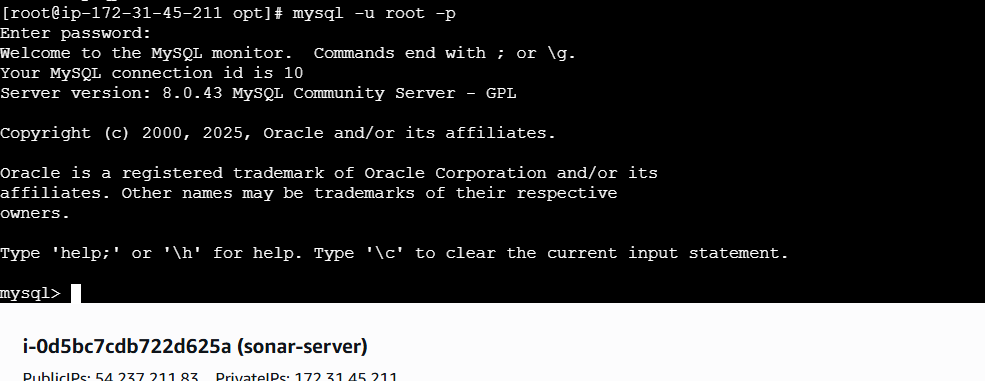 [root@ip-172-31-45-211 opt]# mysql -u root -p
Enter password:
Welcome to the MySQL monitor.  Commands end with ; or \g.
Your MySQL connection id is 10
Server version: 8.0.43 MySQL Community Server - GPL
Copyright (c) 2000, 2025, Oracle and/or its affiliates.
Oracle is a registered trademark of Oracle Corporation and/or its
affiliates. Other names may be trademarks of their respective
owners.
Type 'help;' or '\h' for help. Type '\c' to clear the current input statement.
mysql>
i-0d5bc7cdb722d625a (sonar-server)
PublicIPs: 54.237.211.83   PrivateIPs: 172.31.45.211